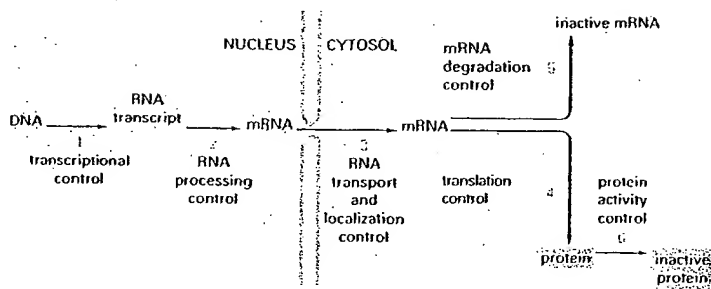 inactive mRNA
NUCLEUS CYTOSOL
mRNA
degradation
control
5
RNA
transcript
DNA
mRNA
mRNA
1
transcriptional
control
2
RNA
processing
control
3
RNA
transport
and
localization
control
translation
control
4
protein
activity
control
6
protein
inactive
protein